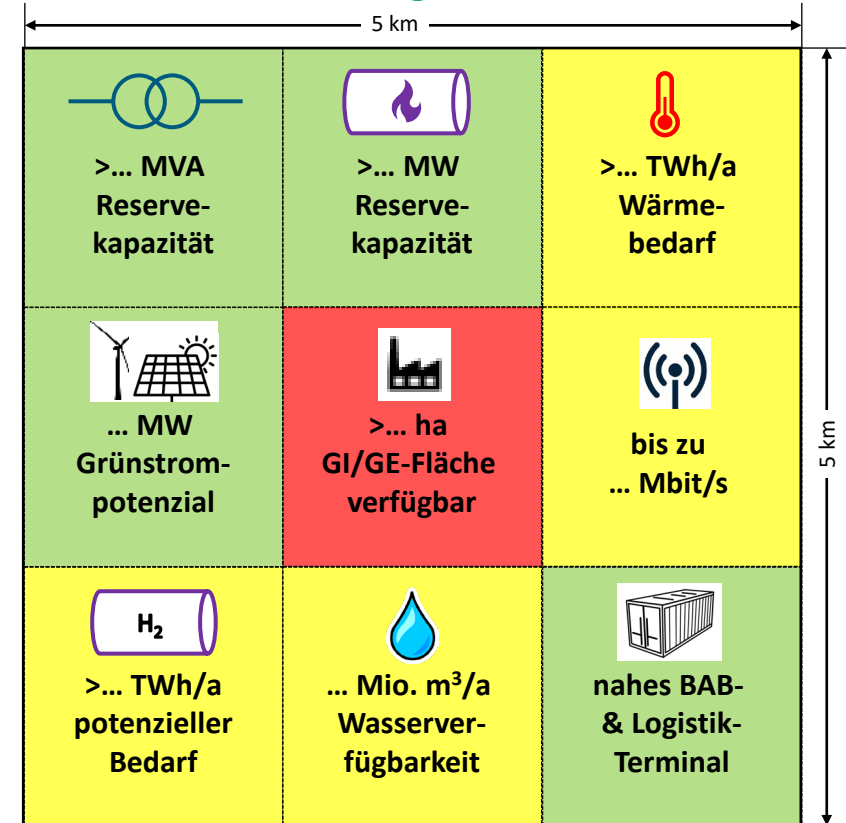 5 km
>... MVA
Reserve-
kapazität
>... MW
Reserve-
kapazität
>... TWh/a
Wärme-
bedarf
... MW
Grünstrom-
potenzial
>... ha
GI/GE-Fläche
verfügbar
bis zu
... Mbit/s
5 km
H₂
>... TWh/a
potenzieller
Bedarf
... Mio. m³/a
Wasserver-
fügbarkeit
nahes BAB-
& Logistik-
Terminal